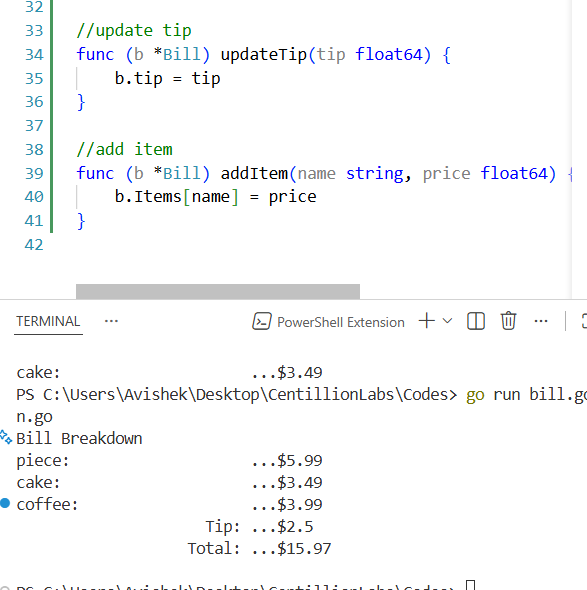 32
33 //update tip
34 func (b *Bill) updateTip(tip float64) {
35 b.tip = tip
36 }
37
38 //add item
39 func (b *Bill) addItem(name string, price float64) {
40 b.Items[name] = price
41 }
42
TERMINAL ··· PowerShell Extension ···
cake: ...$3.49
PS C:\Users\Avishek\Desktop\CentillionLabs\Codes> go run bill.go
n.go
Bill Breakdown
piece: ...$5.99
cake: ...$3.49
coffee: ...$3.99
Tip: ...$2.5
Total: ...$15.97
PS C:\Users\Avishek\Desktop\CentillionLabs\Codes>